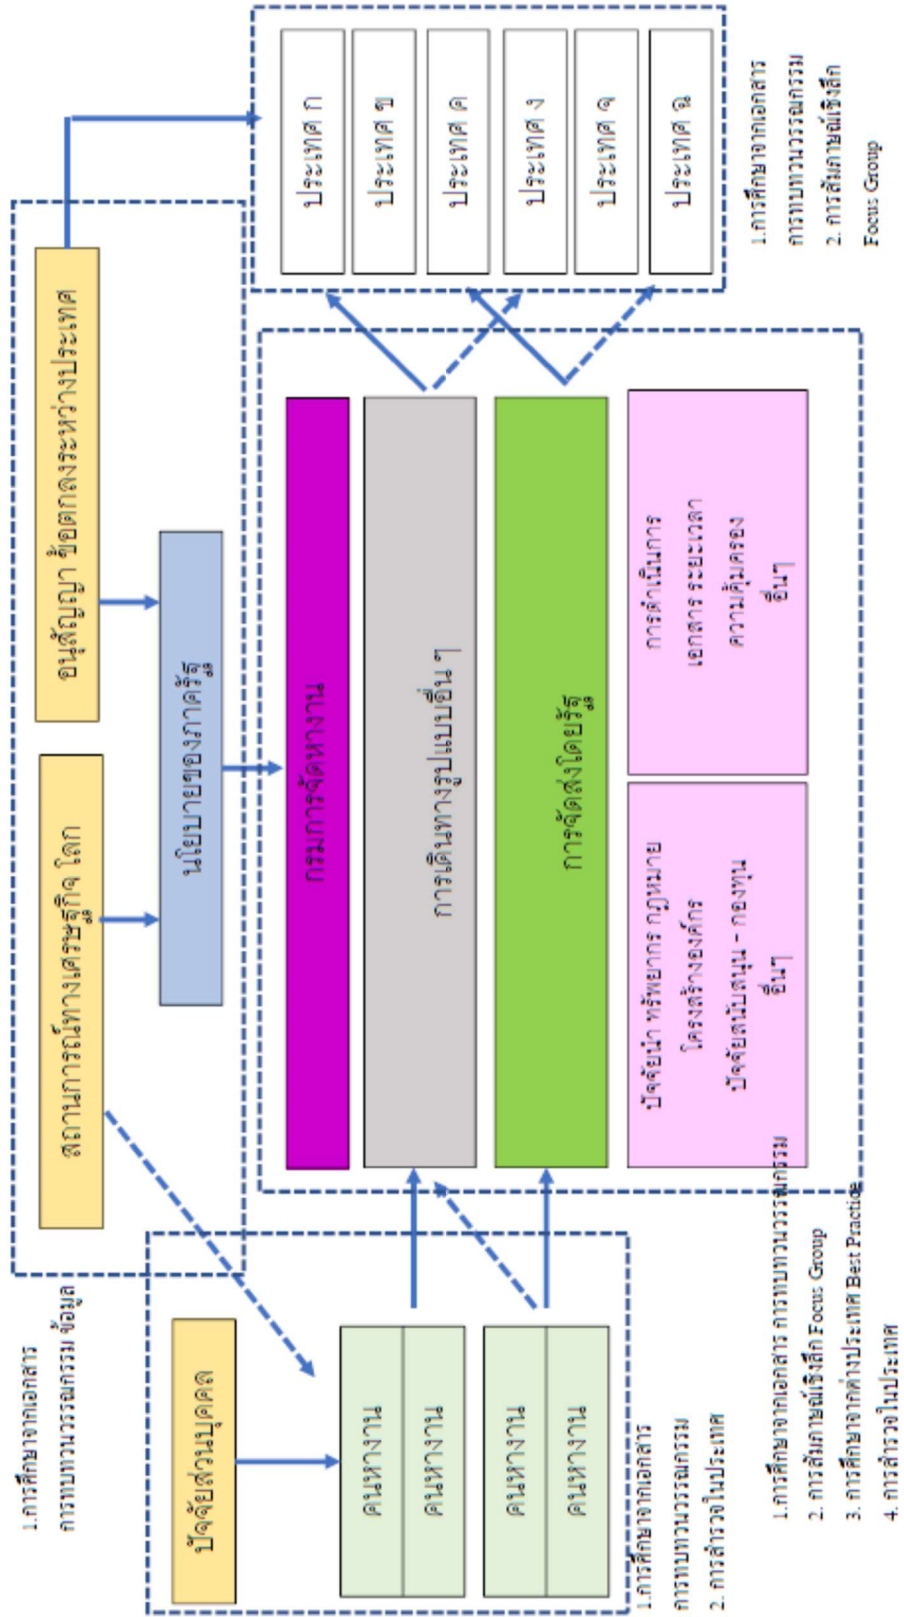 1.การศึกษาจากเอกสาร
การทบทวนวรรณกรรม ข้อมูล
สถานการณ์ทางเศรษฐกิจ โลก
อนุสัญญา ข้อตกลงระหว่างประเทศ
นโยบายของภาครัฐ
ปัจจัยส่วนบุคคล
คนหางาน
คนหางาน
คนหางาน
คนหางาน
1.การศึกษาจากเอกสาร
การทบทวนวรรณกรรม
2. การสำรวจในประเทศ
กรมการจัดหางาน
การเดินทางรูปแบบอื่น ๆ
การจัดส่งโดยรัฐ
ปัจจัยนำ ทรัพยากร กฎหมาย
โครงสร้างองค์กร
ปัจจัยสนับสนุน – กองทุน
อื่นๆ
การดำเนินการ
เอกสาร ระยะเวลา
ความคุ้มครอง
อื่นๆ
1.การศึกษาจากเอกสาร การทบทวนวรรณกรรม
2. การสัมภาษณ์เชิงลึก Focus Group
3. การศึกษาจากต่างประเทศ Best Practice
4. การสำรวจในประเทศ
ประเทศ ก
ประเทศ ข
ประเทศ ค
ประเทศ ง
ประเทศ จ
ประเทศ ฉ
1.การศึกษาจากเอกสาร
การทบทวนวรรณกรรม
2. การสัมภาษณ์เชิงลึก
Focus Group